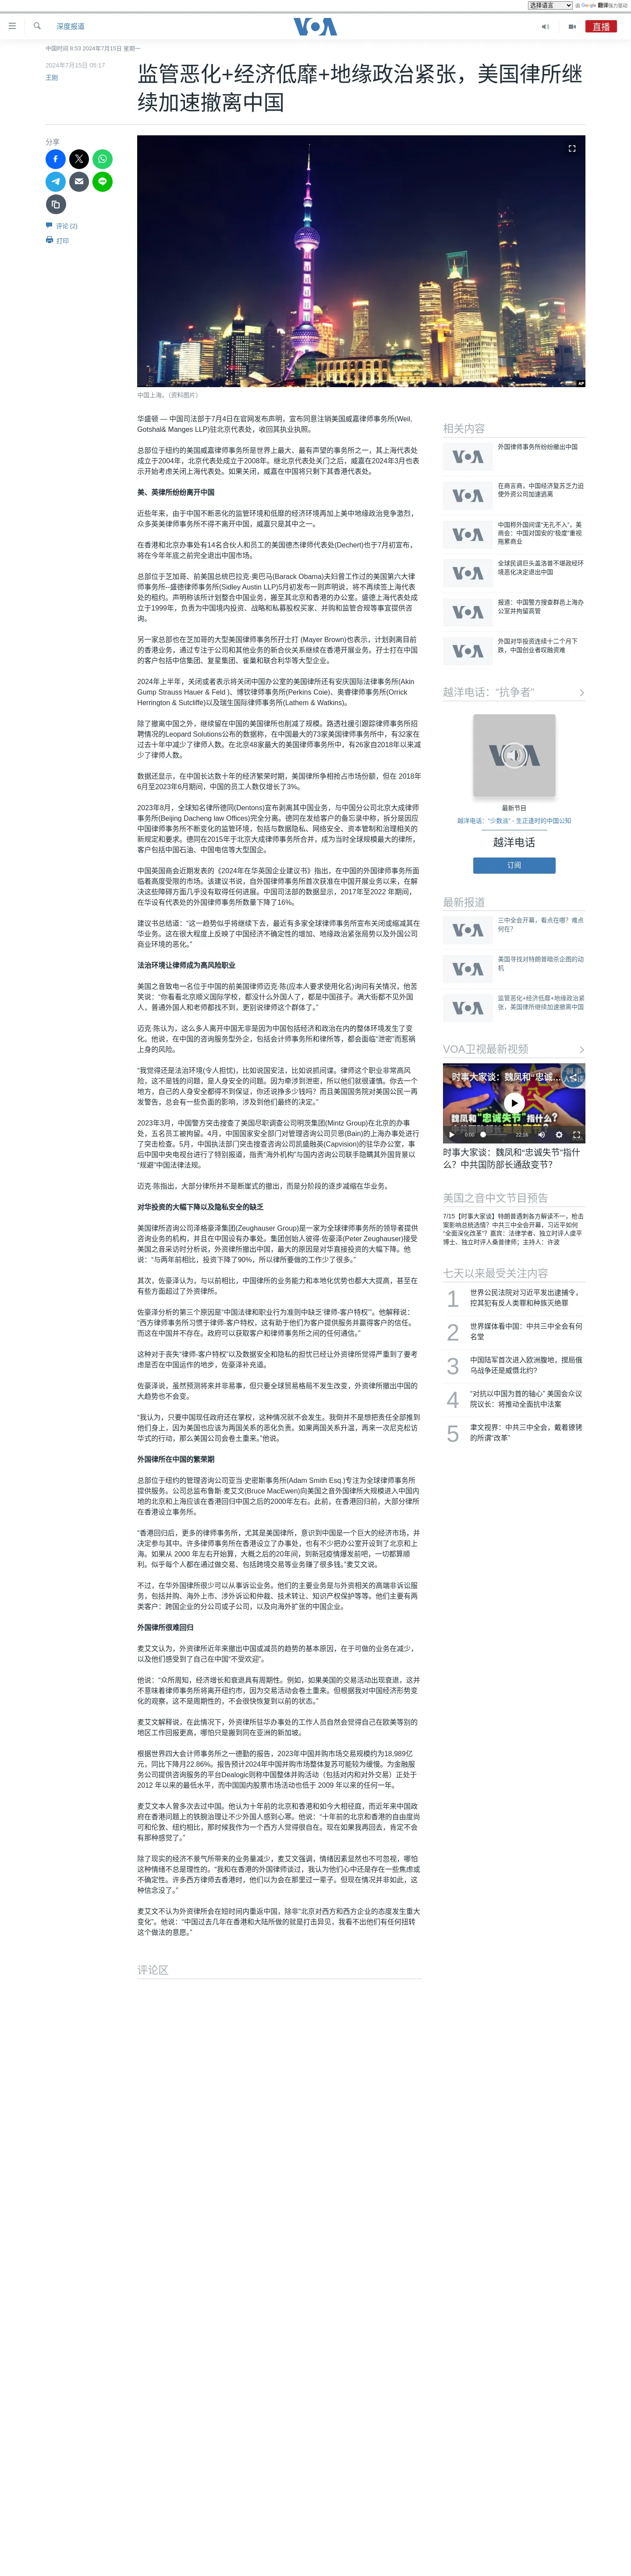 选择语言 由 Google 翻译强力驱动
深度报道
VOA
直播
中国时间 8:53 2024年7月15日 星期一
2024年7月15日 05:17
王刚
监管恶化+经济低靡+地缘政治紧张，美国律所继
续加速撤离中国
分享
评论 (2)
打印
AP
中国上海。（资料图片）
华盛顿 — 中国司法部于7月4日在官网发布声明，宣布同意注销美国威嘉律师事务所(Weil,
Gotshal& Manges LLP)驻北京代表处，收回其执业执照。
总部位于纽约的美国威嘉律师事务所是世界上最大、最有声望的事务所之一，其上海代表处
成立于2004年，北京代表处成立于2008年。继北京代表处关门之后，威嘉在2024年3月也表
示开始考虑关闭上海代表处。如果关闭，威嘉在中国将只剩下其香港代表处。
美、英律所纷纷离开中国
近些年来，由于中国不断恶化的监管环境和低靡的经济环境再加上美中地缘政治竞争激烈，
众多英美律师事务所不得不离开中国，威嘉只是其中之一。
在香港和北京办事处有14名合伙人和员工的美国德杰律师代表处(Dechert)也于7月初宣布，
将在今年年底之前完全退出中国市场。
总部位于芝加哥、前美国总统巴拉克·奥巴马(Barack Obama)夫妇曾工作过的美国第六大律
师事务所--盛德律师事务所(Sidley Austin LLP)5月初发布一则声明说，将不再续签上海代表
处的租约。声明称该所计划整合中国业务，搬至其北京和香港的办公室。盛德上海代表处成
立于1999年，负责为中国境内投资、战略和私募股权买家、并购和监管合规等事宜提供咨
询。
另一家总部也在芝加哥的大型美国律师事务所孖士打 (Mayer Brown)也表示，计划剥离目前
的香港业务，通过专注于公司和其他业务的新合伙关系继续在香港开展业务。孖士打在中国
的客户包括中信集团、复星集团、雀巢和联合利华等大型企业。
2024年上半年，关闭或者表示将关闭中国办公室的美国律所还有安庆国际法律事务所(Akin
Gump Strauss Hauer & Feld )、博钦律师事务所(Perkins Coie)、奥睿律师事务所(Orrick
Herrington & Sutcliffe)以及瑞生国际律师事务所(Lathem & Watkins)。
除了撤离中国之外，继续留在中国的美国律所也削减了规模。路透社援引跟踪律师事务所招
聘情况的Leopard Solutions公布的数据称，在中国最大的73家美国律师事务所中，有32家在
过去十年中减少了律师人数。在北京48家最大的美国律师事务所中，有26家自2018年以来减
少了律师人数。
数据还显示，在中国长达数十年的经济繁荣时期，美国律所争相抢占市场份额，但在 2018年
6月至2023年6月期间，中国的员工人数仅增长了3%。
2023年8月，全球知名律所德同(Dentons)宣布剥离其中国业务，与中国分公司北京大成律师
事务所(Beijing Dacheng law Offices)完全分离。德同在发给客户的备忘录中称，拆分是因应
中国律师事务所不断变化的监管环境，包括与数据隐私、网络安全、资本管制和治理相关的
新规定和要求。德同在2015年于北京大成律师事务所合并，成为当时全球规模最大的律所，
客户包括中国石油、中国电信等大型国企。
中国美国商会近期发表的《2024年在华英国企业建议书》指出，在中国的外国律师事务所面
临着高度受限的市场。该建议书说，自外国律师事务所首次获准在中国开展业务以来，在解
决这些障碍方面几乎没有取得任何进展。中国司法部的数据显示，2017年至2022 年期间，
在华设有代表处的外国律师事务所数量下降了16%。
建议书总结道：“这一趋势似乎将继续下去，最近有多家全球律师事务所宣布关闭或缩减其在
华业务。这在很大程度上反映了中国经济不确定性的增加、地缘政治紧张局势以及外国公司
商业环境的恶化。”
法治环境让律师成为高风险职业
美国之音致电一名位于中国的前美国律师迈克·陈(应本人要求使用化名)询问有关情况，他苦
笑说：“你看看北京顺义国际学校，都没什么外国人了，都是中国孩子。满大街都不见外国
人，普通外国人和老师都找不到，更别说律师这个群体了。”
迈克·陈认为，这么多人离开中国无非是因为中国包括经济和政治在内的整体环境发生了变
化。他说，在中国的咨询服务型外企，包括会计师事务所和律所等，都会面临“泄密”而惹祸
上身的风险。
“我觉得还是法治环境(令人担忧)，比如说国安法，比如说抓间谍。律师这个职业非常高风
险，这不是钱的问题，是人身安全的问题。因为牵涉到泄密，所以他们就很谨慎。你去一个
地方，自己的人身安全都得不到保证，你还说挣多少钱吗？而且美国国务院对美国公民一再
发警告，总会有一些负面的影响，涉及到他们最终的决定。”
2023年3月，中国警方突击搜查了美国尽职调查公司明茨集团(Mintz Group)在北京的办事
处，五名员工被拘留。4月，中国国家安全部门对管理咨询公司贝恩(Bain)的上海办事处进行
了突击检查。5月，中国执法部门突击搜查咨询公司凯盛融英(Capvision)的驻华办公室，事
后中国中央电视台进行了特别报道，指责“海外机构”与国内咨询公司联手隐瞒其外国背景以
“规避”中国法律法规。
迈克·陈指出，大部分律所并不是断崖式的撤出，而是分阶段的逐步减缩在华业务。
对华投资的大幅下降以及隐私安全的缺乏
美国律所咨询公司泽格豪泽集团(Zeughauser Group)是一家为全球律师事务所的领导者提供
咨询业务的机构，并且在中国设有办事处。集团创始人彼得·佐豪泽(Peter Zeughauser)接受
美国之音采访时分析说，外资律所撤出中国，最大的原因是对华直接投资的大幅下降。他
说：“与两年前相比，投资下降了90%，所以律所要做的工作少了很多。”
其次，佐豪泽认为，与以前相比，中国律所的业务能力和本地化优势也都大大提高，甚至在
有些方面超过了外资律所。
佐豪泽分析的第三个原因是“中国法律和职业行为准则中缺乏‘律师-客户特权’”。他解释说：
“西方律师事务所习惯于律师-客户特权，这有助于他们为客户提供服务并赢得客户的信任。
而这在中国并不存在。政府可以获取客户和律师事务所之间的任何通信。”
这种对于丧失“律师-客户特权”以及数据安全和隐私的担忧已经让外资律所觉得严重到了要考
虑是否在中国运作的地步，佐豪泽补充道。
佐豪泽说，虽然预测将来并非易事，但只要全球贸易格局不发生改变，外资律所撤出中国的
大趋势也不会变。
“我认为，只要中国现任政府还在掌权，这种情况就不会发生。我倒并不是想把责任全部推到
他们身上，因为美国也应该为两国关系的恶化负责。如果两国关系升温，再来一次尼克松访
华式的行动，那么美国公司会卷土重来。”他说。
外国律所在中国的繁荣期
总部位于纽约的管理咨询公司亚当·史密斯事务所(Adam Smith Esq.)专注为全球律师事务所
提供服务。公司总监布鲁斯·麦艾文(Bruce MacEwen)向美国之音外国律所大规模进入中国内
地的北京和上海应该在香港回归中国之后的2000年左右。此前，在香港回归前，大部分律所
在香港设立事务所。
“香港回归后，更多的律师事务所，尤其是美国律所，意识到中国是一个巨大的经济市场，并
决定参与其中。许多律师事务所在香港设立了办事处，也有不少把办公室开设到了北京和上
海。如果从 2000 年左右开始算，大概之后的20年间，到新冠疫情爆发前吧，一切都算顺
利。似乎每个人都在通过做交易、包括跨境交易等业务赚了很多钱。”麦艾文说。
不过，在华外国律所很少可以从事诉讼业务。他们的主要业务是与外资相关的高端非诉讼服
务，包括并购、海外上市、涉外诉讼和仲裁、技术转让、知识产权保护等等。他们主要有两
类客户：跨国企业的分公司或子公司，以及向海外扩张的中国企业。
外国律所很难回归
麦艾文认为，外资律所近年来撤出中国或减员的趋势的基本原因，在于可做的业务在减少，
以及他们感受到了自己在中国“不受欢迎”。
他说：“众所周知，经济增长和衰退具有周期性。例如，如果美国的交易活动出现衰退，这并
不意味着律师事务所将离开纽约市，因为交易活动会卷土重来。但根据我对中国经济形势变
化的观察，这不是周期性的，不会很快恢复到以前的状态。”
麦艾文解释说，在此情况下，外资律所驻华办事处的工作人员自然会觉得自己在欧美等别的
地区工作回报更高，哪怕只是搬到同在亚洲的新加坡。
根据世界四大会计师事务所之一德勤的报告，2023年中国并购市场交易规模约为18,989亿
元，同比下降月22.86%。报告预计2024年中国并购市场整体复苏可能较为缓慢。为金融服
务公司提供咨询服务的平台Dealogic则称中国整体并购活动（包括对内和对外交易）正处于
2012 年以来的最低水平，而中国国内股票市场活动也低于 2009 年以来的任何一年。
麦艾文本人曾多次去过中国。他认为十年前的北京和香港和如今大相径庭，而近年来中国政
府在香港问题上的铁腕治理让不少外国人感到心寒。他说：“十年前的北京和香港的自由度尚
可和伦敦、纽约相比，那时候我作为一个西方人觉得很自在。现在如果我再回去，肯定不会
有那种感觉了。”
除了现实的经济不景气所带来的业务量减少，麦艾文强调，情绪因素显然也不可忽视，哪怕
这种情绪不总是理性的。“我和在香港的外国律师谈过，我认为他们心中还是存在一些焦虑或
不确定性。许多西方律师去香港时，他们以为会在那里过一辈子。但现在情况并非如此，这
种信念没了。”
麦艾文不认为外资律所会在短时间内重返中国，除非“北京对西方和西方企业的态度发生重大
变化”。他说：“中国过去几年在香港和大陆所做的就是打击异见，我看不出他们有任何扭转
这个做法的意愿。”
评论区
相关内容
VOA
外国律师事务所纷纷撤出中国
VOA
在商言商，中国经济复苏乏力迫
使外资公司加速逃离
VOA
中国称外国间谍“无孔不入”，美
商会：中国对国安的“极度”重视
拖累商业
VOA
全球民调巨头盖洛普不堪政经环
境恶化决定退出中国
VOA
报道：中国警方搜查群邑上海办
公室并拘留高管
VOA
外国对华投资连续十二个月下
跌，中国创业者叹融资难
越洋电话：“抗争者”
VOA
最新节目
越洋电话：“少数派” - 生正逢时的中国公知
越洋电话
订阅
最新报道
VOA
三中全会开幕，看点在哪？难点
何在？
VOA
美国寻找对特朗普暗杀企图的动
机
VOA
监管恶化+经济低靡+地缘政治紧
张，美国律所继续加速撤离中国
VOA卫视最新视频
时事大家谈：魏凤和“忠诚...
魏凤和“忠诚失节”指什么?
0:00
22:16
时事大家谈：魏凤和“忠诚失节”指什
么？中共国防部长通敌变节？
美国之音中文节目预告
7/15【时事大家谈】特朗普遇刺各方解读不一，枪击
案影响总统选情？中共三中全会开幕，习近平如何
“全面深化改革”？嘉宾：法律学者、独立时评人虞平
博士、独立时评人桑普律师；主持人：许波
七天以来最受关注内容
1 世界公民法院对习近平发出逮捕令，
控其犯有反人类罪和种族灭绝罪
2 世界媒体看中国：中共三中全会有何
名堂
3 中国陆军首次进入欧洲腹地，搅局俄
乌战争还是威慑北约?
4 “对抗以中国为首的轴心” 美国会众议
院议长：将推动全面抗中法案
5 聿文视界：中共三中全会，戴着镣铐
的所谓“改革”